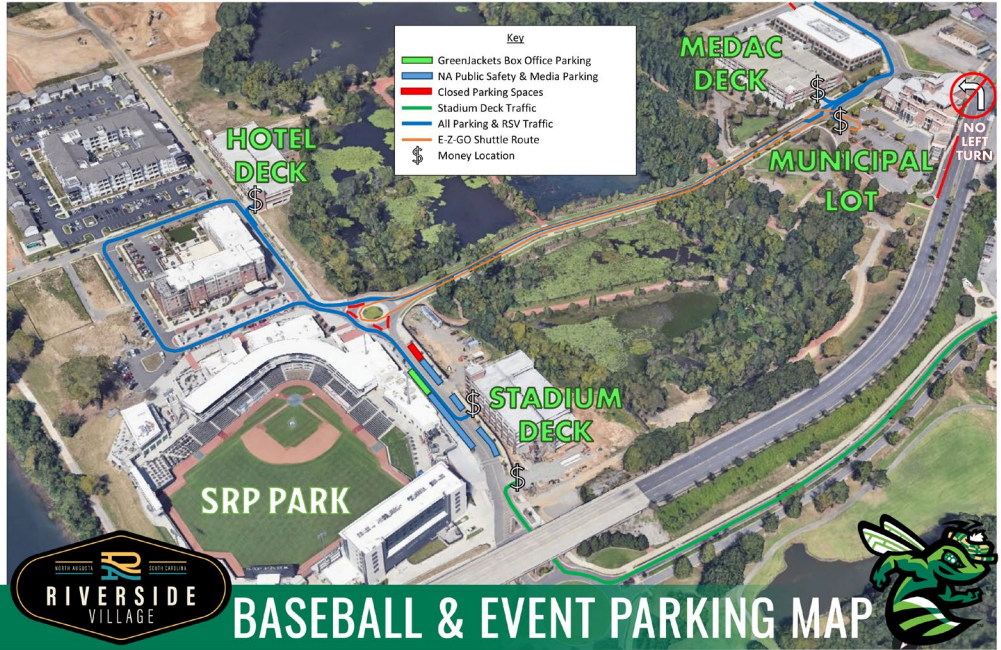 Key
GreenJackets Box Office Parking
NA Public Safety & Media Parking
Closed Parking Spaces
Stadium Deck Traffic
All Parking & RSV Traffic
E-Z-GO Shuttle Route
$ Money Location
MEDAC
DECK
$
$
NO
LEFT
TURN
HOTEL
DECK
$
MUNICIPAL
LOT
STADIUM
DECK
$
$
SRP PARK
NORTH AUGUSTA SOUTH CAROLINA
RIVERSIDE
VILLAGE
BASEBALL & EVENT PARKING MAP